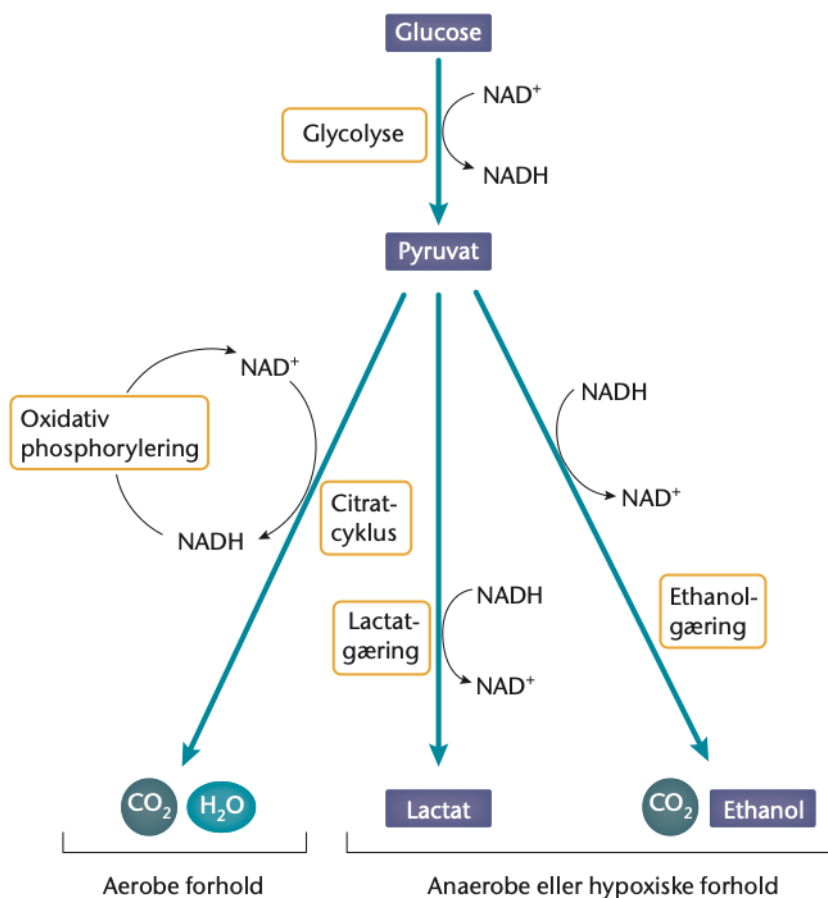 Glucose
NAD⁺
Glycolyse
NADH
Pyruvat
NAD⁺
NADH
Oxidativ
phosphorylering
NAD⁺
Citrat-
cyklus
NADH
NADH
Ethanol-
gæring
Lactat-
gæring
NAD⁺
CO₂
H₂O
Lactat
CO₂
Ethanol
Aerobe forhold
Anaerobe eller hypoxiske forhold